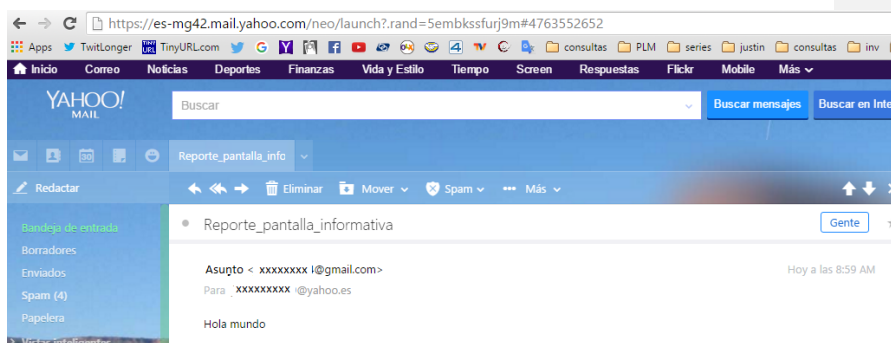 https://es-mg42.mail.yahoo.com/neo/launch?.rand=5embkssfurj9m#4763552652
Apps TwitLonger TinyURL.com consultas PLM series justin consultas inv
Inicio Correo Noticias Deportes Finanzas Vida y Estilo Tiempo Screen Respuestas Flickr Mobile Más
YAHOO! MAIL Buscar Buscar mensajes Buscar en Inte
Reporte_pantalla_info
Redactar Eliminar Mover Spam Más
Bandeja de entrada Reporte_pantalla_informativa Gente
Borradores
Asunto < xxxxxxxx @gmail.com> Hoy a las 8:59 AM
Enviados
Para xxxxxxxxx @yahoo.es
Spam (4)
Papelera
Hola mundo
Vistas inteligentes